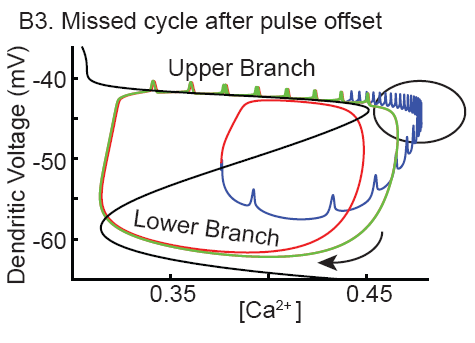 B3. Missed cycle after pulse offset
Upper Branch
Lower Branch
Dendritic Voltage (mV)
-40
-50
-60
0.35
0.45
[Ca²⁺]